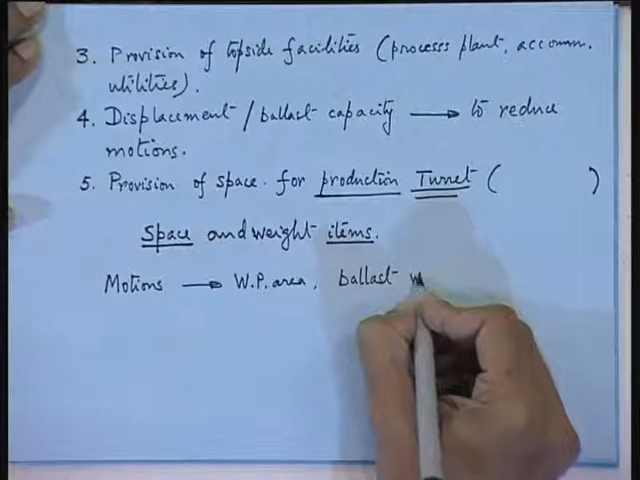 3. Provision of topside facilities (process plant, accomm.
utilities).
4. Displacement / ballast capacity → to reduce
motions.
5. Provision of space for production Turret (          )
Space and weight items.
Motions → W.P. area, ballast w